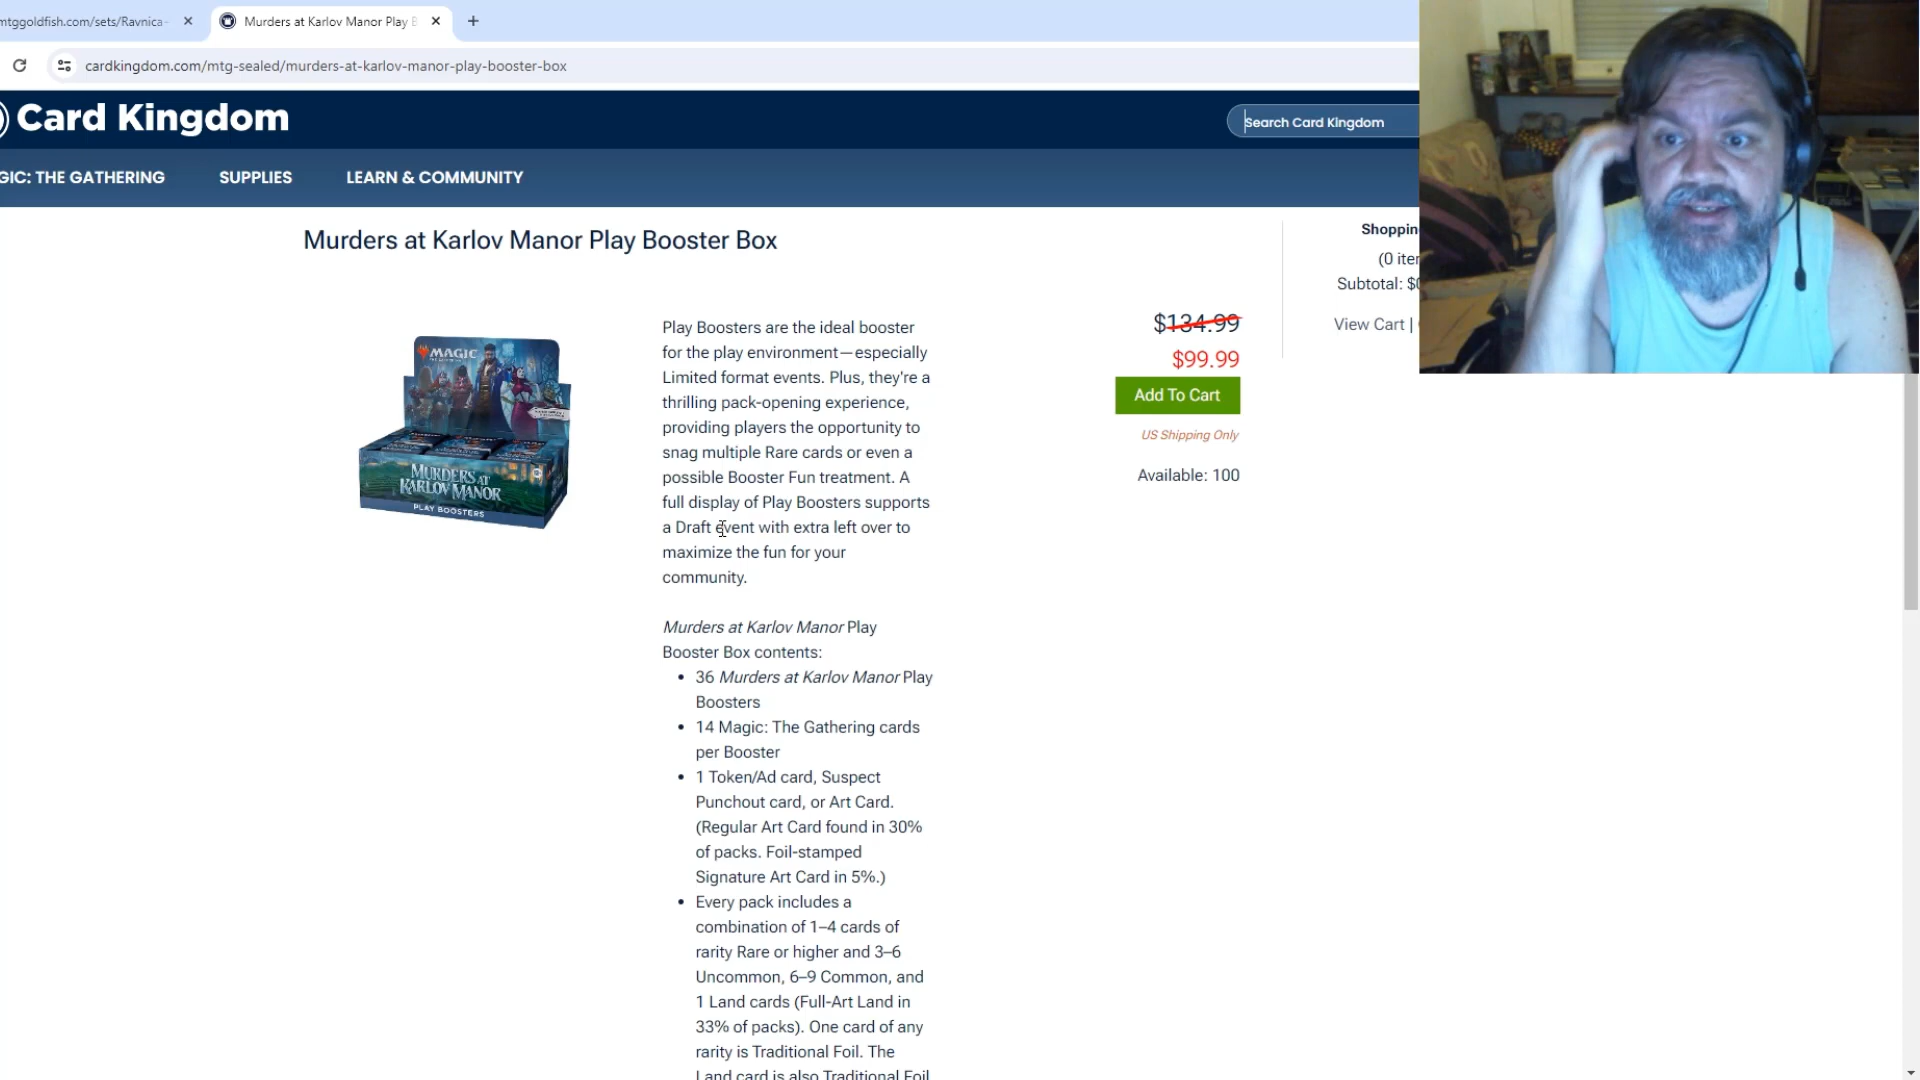 mtggoldfish.com/sets/Ravnica
Murders at Karlov Manor Play B
cardkingdom.com/mtg-sealed/murders-at-karlov-manor-play-booster-box
Card Kingdom
Search Card Kingdom
GIC: THE GATHERING SUPPLIES LEARN & COMMUNITY
Murders at Karlov Manor Play Booster Box
MAGIC
MURDERS AT
KARLOV MANOR
PLAY BOOSTERS
Play Boosters are the ideal booster
for the play environment—especially
Limited format events. Plus, they're a
thrilling pack-opening experience,
providing players the opportunity to
snag multiple Rare cards or even a
possible Booster Fun treatment. A
full display of Play Boosters supports
a Draft event with extra left over to
maximize the fun for your
community.
Murders at Karlov Manor Play
Booster Box contents:
• 36 Murders at Karlov Manor Play
Boosters
• 14 Magic: The Gathering cards
per Booster
• 1 Token/Ad card, Suspect
Punchout card, or Art Card.
(Regular Art Card found in 30%
of packs. Foil-stamped
Signature Art Card in 5%.)
• Every pack includes a
combination of 1–4 cards of
rarity Rare or higher and 3–6
Uncommon, 6–9 Common, and
1 Land cards (Full-Art Land in
33% of packs). One card of any
rarity is Traditional Foil. The
Land card is also Traditional Foil
$134.99
$99.99
Add To Cart
US Shipping Only
Available: 100
Shoppin
(0 iter
Subtotal: $
View Cart |